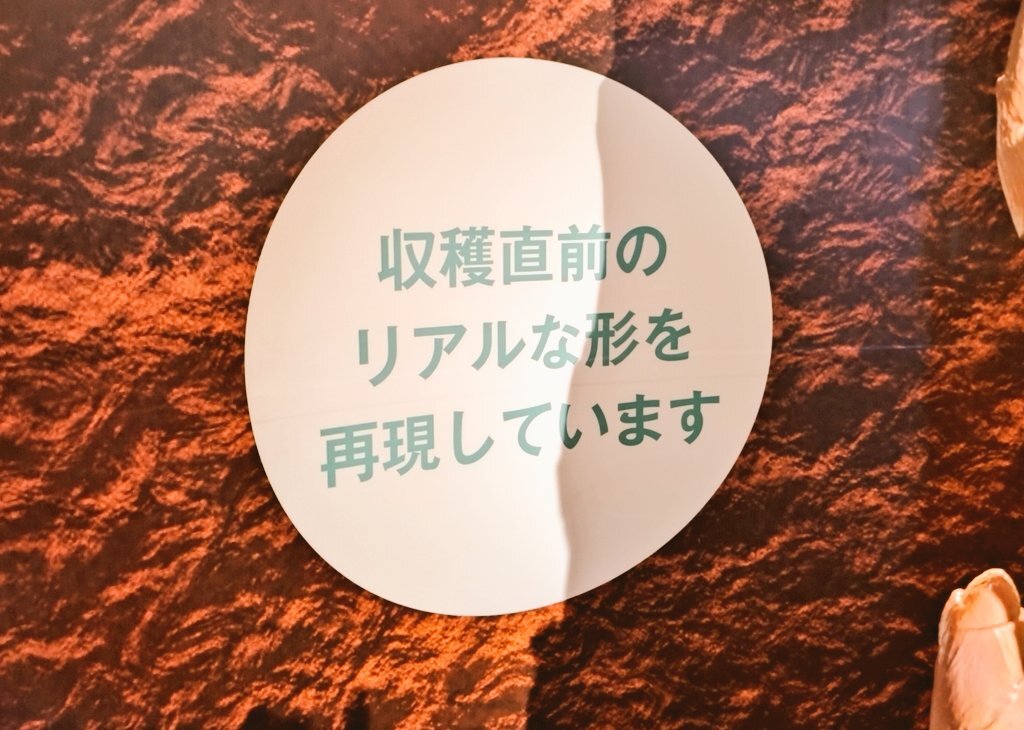 収穫直前の
リアルな形を
再現しています